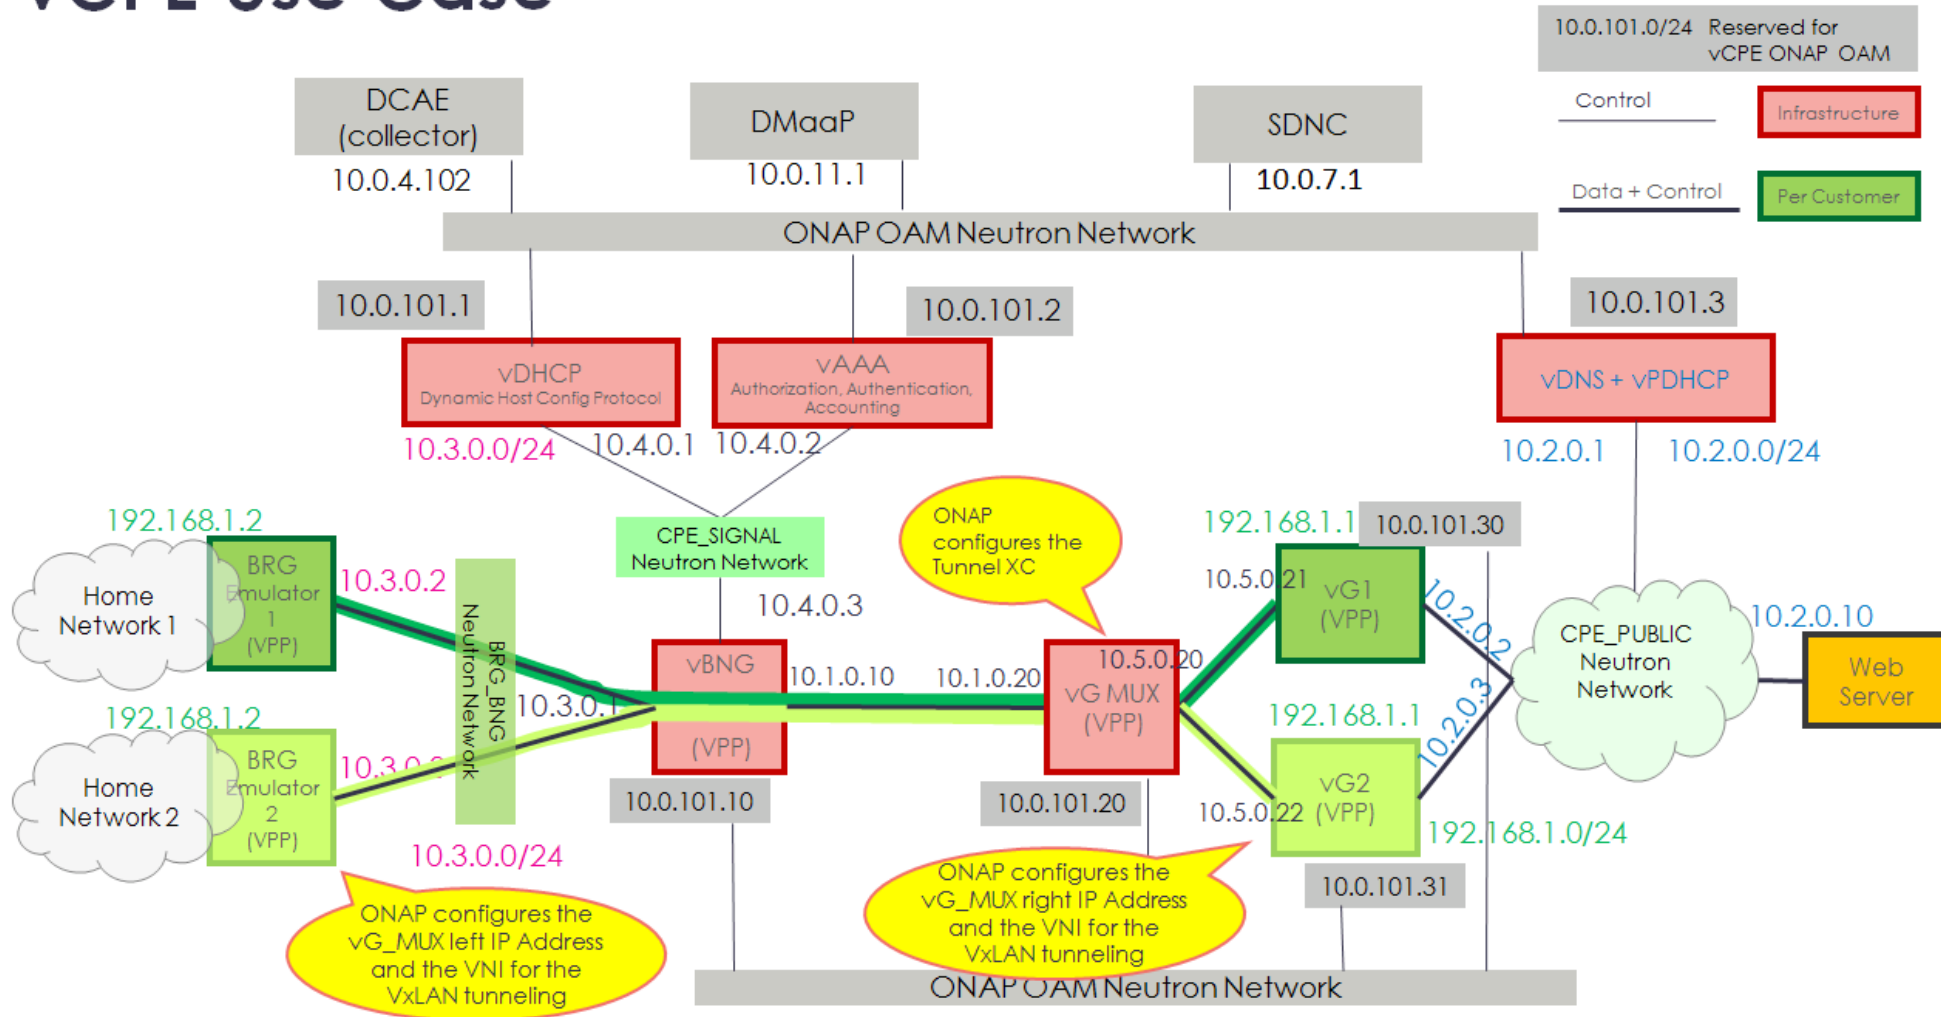 vCPE Use Case
10.0.101.0/24 Reserved for
vCPE ONAP OAM
Control
Infrastructure
Data + Control
Per Customer
DCAE
(collector)
10.0.4.102
DMaaP
10.0.11.1
SDNC
10.0.7.1
ONAP OAM Neutron Network
10.0.101.1
10.0.101.2
10.0.101.3
vDHCP
Dynamic Host Config Protocol
vAAA
Authorization, Authentication,
Accounting
vDNS + vPDHCP
10.3.0.0/24
10.4.0.1
10.4.0.2
10.2.0.1
10.2.0.0/24
CPE_SIGNAL
Neutron Network
10.4.0.3
ONAP
configures the
Tunnel XC
192.168.1.2
Home
Network 1
BRG
Emulator
1
(VPP)
10.3.0.2
BRG_BNG
Neutron Network
192.168.1.2
Home
Network 2
BRG
Emulator
2
(VPP)
10.3.0.0/24
10.3.0.1
vBNG
(VPP)
10.1.0.10
10.1.0.20
10.5.0.20
vG MUX
(VPP)
10.0.101.10
10.0.101.20
192.168.1.1
10.0.101.30
10.5.0.21
vG1
(VPP)
10.2.0.2
192.168.1.1
10.2.0.3
10.5.0.22
vG2
(VPP)
192.168.1.0/24
10.0.101.31
CPE_PUBLIC
Neutron
Network
10.2.0.10
Web
Server
ONAP configures the
vG_MUX left IP Address
and the VNI for the
VxLAN tunneling
ONAP configures the
vG_MUX right IP Address
and the VNI for the
VxLAN tunneling
ONAP OAM Neutron Network